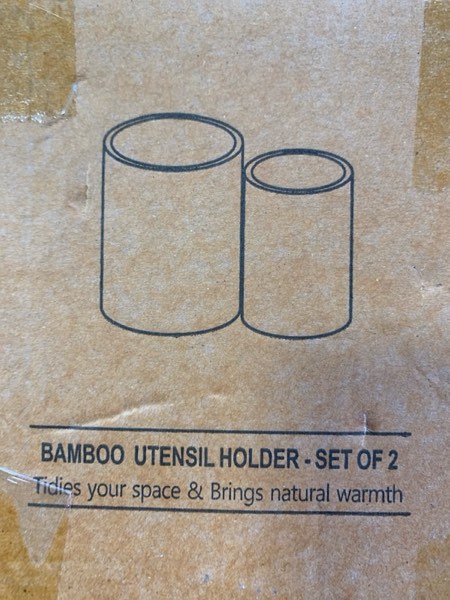 BAMBOO UTENSIL HOLDER - SET OF 2
Tidies your space & Brings natural warmth